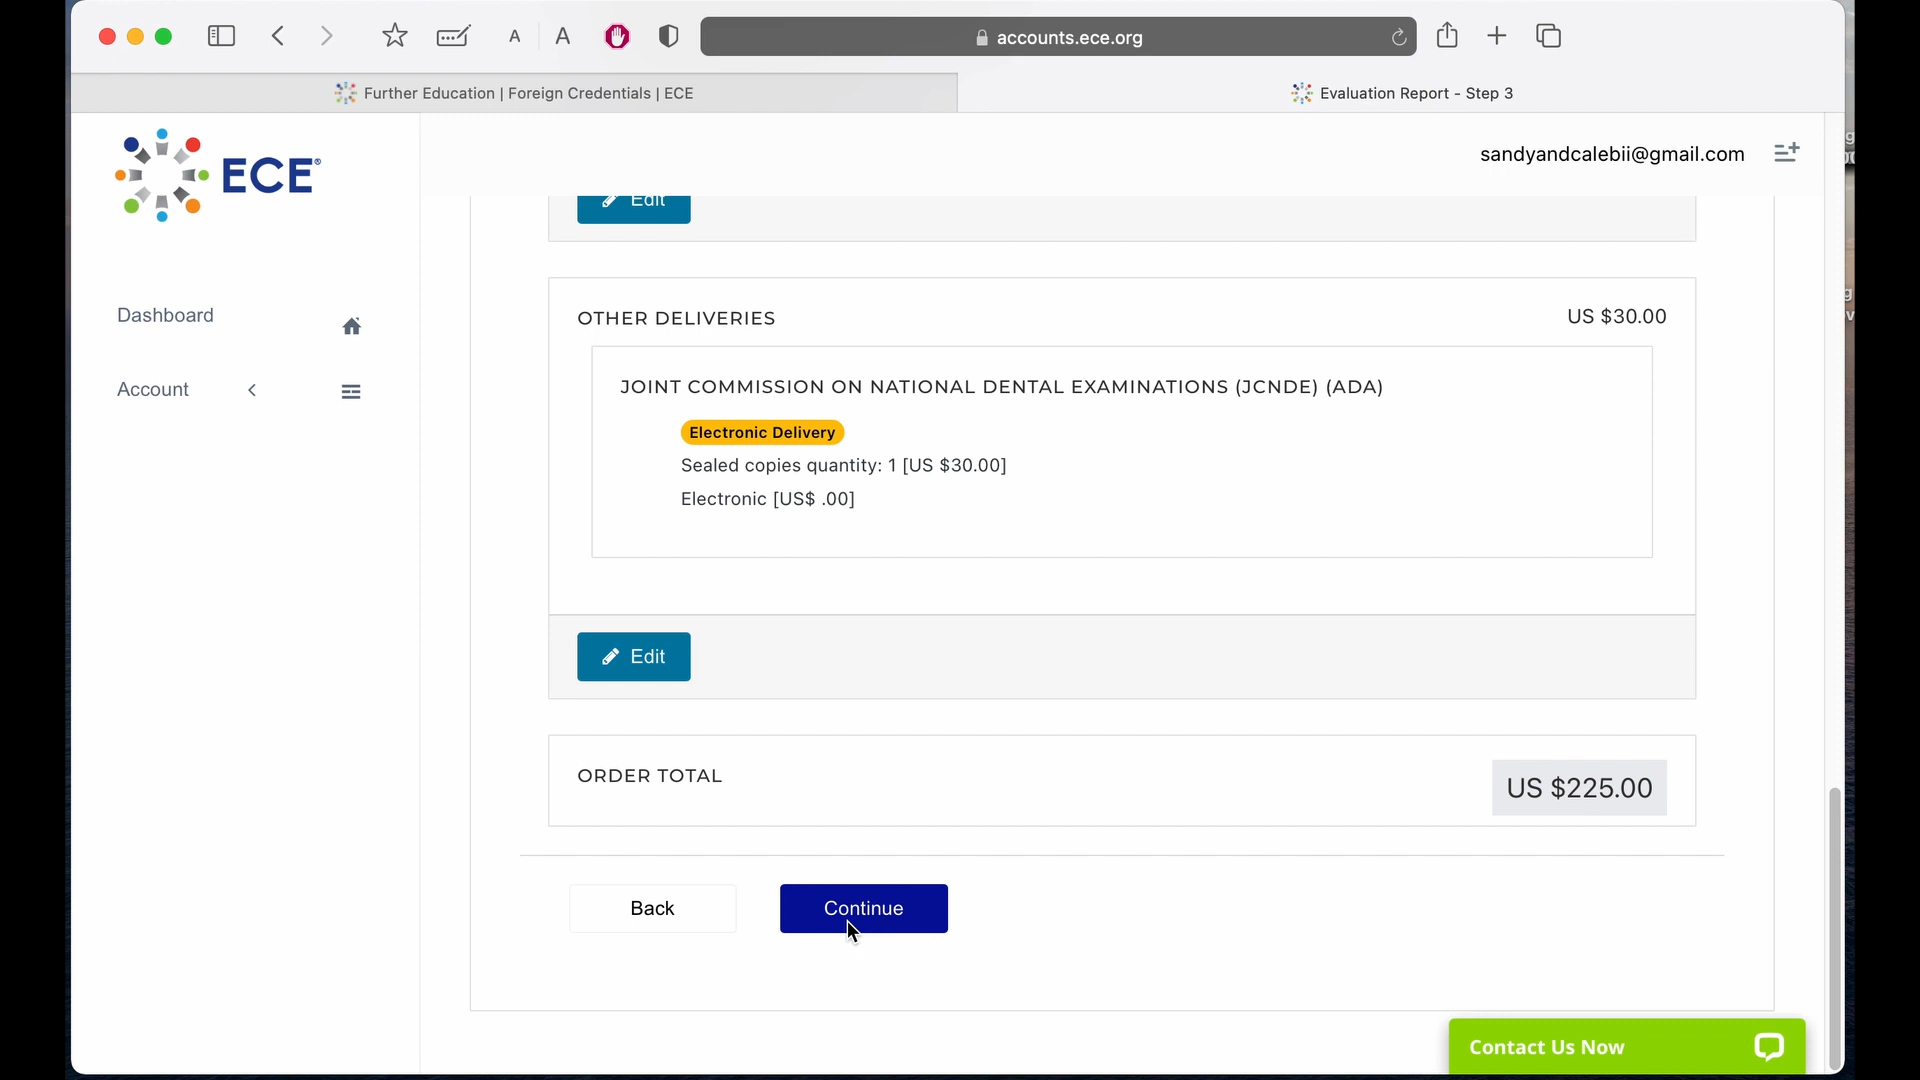 A A accounts.ece.org
Further Education | Foreign Credentials | ECE
Evaluation Report - Step 3
ECE®
sandyandcalebii@gmail.com
Edit
Dashboard
Account
OTHER DELIVERIES
US $30.00
JOINT COMMISSION ON NATIONAL DENTAL EXAMINATIONS (JCNDE) (ADA)
Electronic Delivery
Sealed copies quantity: 1 [US $30.00]
Electronic [US$ .00]
Edit
ORDER TOTAL
US $225.00
Back
Continue
Contact Us Now